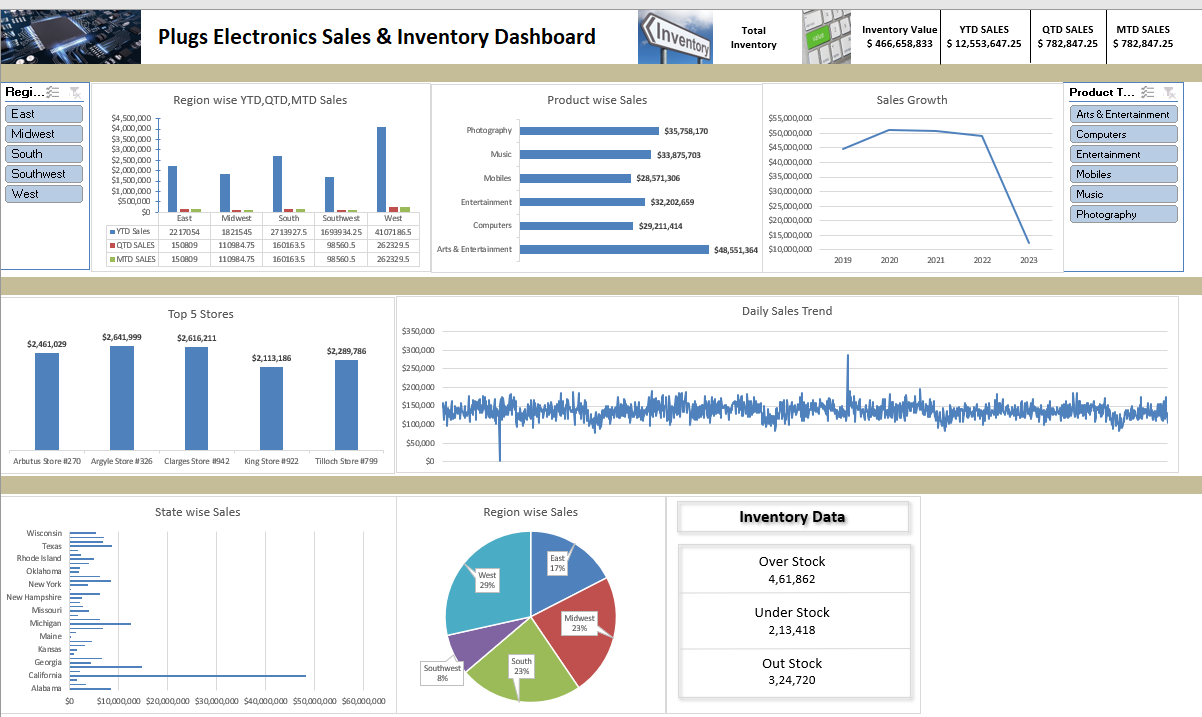 Plugs Electronics Sales & Inventory Dashboard
Inventory
Total
Inventory
value
Inventory Value
$ 466,658,833
YTD SALES
$ 12,553,647.25
QTD SALES
$ 782,847.25
MTD SALES
$ 782,847.25
Regi...
East
Midwest
South
Southwest
West
Region wise YTD,QTD,MTD Sales
$4,500,000
$4,000,000
$3,500,000
$3,000,000
$2,500,000
$2,000,000
$1,500,000
$1,000,000
$500,000
$0
East Midwest South Southwest West
YTD Sales 2217054 1821545 2713927.5 1693934.25 4107186.5
QTD SALES 150809 110984.75 160163.5 98560.5 262329.5
MTD SALES 150809 110984.75 160163.5 98560.5 262329.5
Product wise Sales
Photography $35,758,170
Music $33,875,703
Mobiles $28,571,306
Entertainment $32,202,659
Computers $29,211,414
Arts & Entertainment $48,551,364
Sales Growth
$55,000,000
$50,000,000
$45,000,000
$40,000,000
$35,000,000
$30,000,000
$25,000,000
$20,000,000
$15,000,000
$10,000,000
2019 2020 2021 2022 2023
Product T...
Arts & Entertainment
Computers
Entertainment
Mobiles
Music
Photography
Top 5 Stores
$2,461,029
$2,641,999
$2,616,211
$2,113,186
$2,289,786
Arbutus Store #270 Argyle Store #326 Clarges Store #942 King Store #922 Tilloch Store #799
Daily Sales Trend
$350,000
$300,000
$250,000
$200,000
$150,000
$100,000
$50,000
$0
State wise Sales
Wisconsin
Texas
Rhode Island
Oklahoma
New York
New Hampshire
Missouri
Michigan
Maine
Kansas
Georgia
California
Alabama
$0 $10,000,000 $20,000,000 $30,000,000 $40,000,000 $50,000,000 $60,000,000
Region wise Sales
East
17%
West
29%
Midwest
23%
South
23%
Southwest
8%
Inventory Data
Over Stock
4,61,862
Under Stock
2,13,418
Out Stock
3,24,720